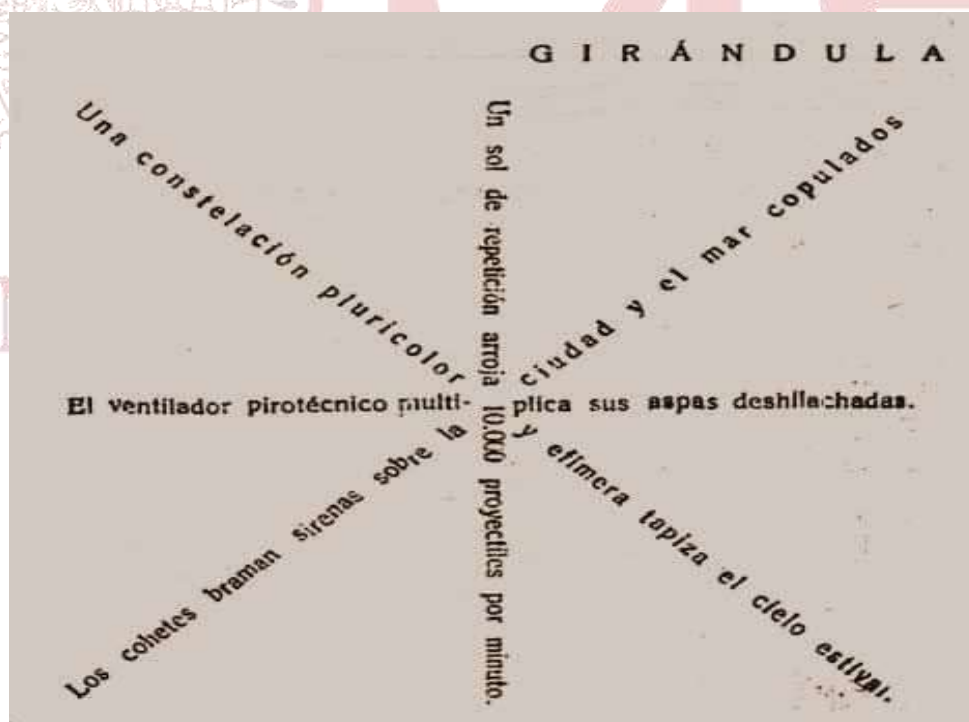 GIRÁNDULA
Una constelación pluricolor y efímera tapiza el cielo estival.
Un sol de repetición arroja 10.000 proyectiles por minuto.
Los cohetes braman sirenas sobre la ciudad y el mar copulados
El ventilador pirotécnico multi- plica sus aspas deshilachadas.